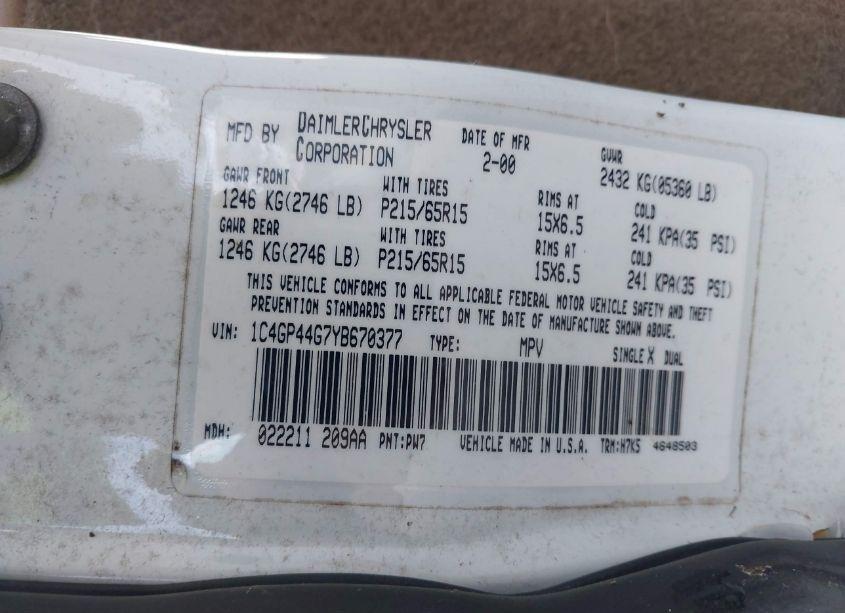 MFD BY DAIMLERCHRYSLER CORPORATION DATE OF MFR 2-00 GVWR 2432 KG(05360 LB)
GAWR FRONT WITH TIRES RIMS AT COLD
1246 KG(2746 LB) P215/65R15 15X6.5 241 KPA(35 PSI)
GAWR REAR WITH TIRES RIMS AT COLD
1246 KG(2746 LB) P215/65R15 15X6.5 241 KPA(35 PSI)
THIS VEHICLE CONFORMS TO ALL APPLICABLE FEDERAL MOTOR VEHICLE SAFETY AND THEFT
PREVENTION STANDARDS IN EFFECT ON THE DATE OF MANUFACTURE SHOWN ABOVE.
VIN: 1C4GP44G7YB670377 TYPE: MPV SINGLE X DUAL
MDH: 022211 209AA PNT:PW7 VEHICLE MADE IN U.S.A. TRM:H7K5 4648503